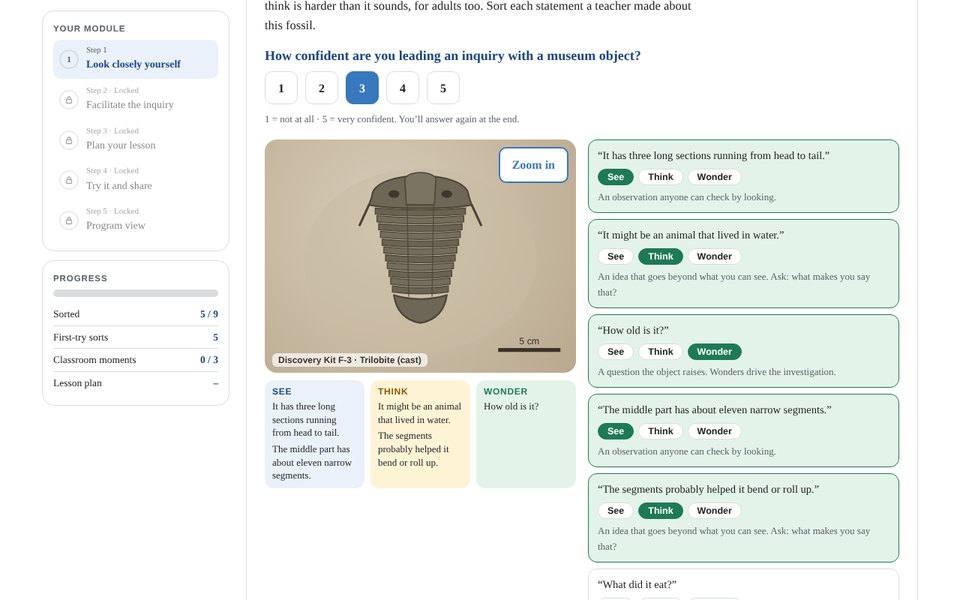 YOUR MODULE
1
Step 1
Look closely yourself
Step 2 · Locked
Facilitate the inquiry
Step 3 · Locked
Plan your lesson
Step 4 · Locked
Try it and share
Step 5 · Locked
Program view
PROGRESS
Sorted 5 / 9
First-try sorts 5
Classroom moments 0 / 3
Lesson plan –
think is harder than it sounds, for adults too. Sort each statement a teacher made about
this fossil.
How confident are you leading an inquiry with a museum object?
1 2 3 4 5
1 = not at all · 5 = very confident. You’ll answer again at the end.
Zoom in
5 cm
Discovery Kit F-3 · Trilobite (cast)
SEE
It has three long
sections running
from head to tail.
The middle part has
about eleven narrow
segments.
THINK
It might be an animal
that lived in water.
The segments
probably helped it
bend or roll up.
WONDER
How old is it?
“It has three long sections running from head to tail.”
See Think Wonder
An observation anyone can check by looking.
“It might be an animal that lived in water.”
See Think Wonder
An idea that goes beyond what you can see. Ask: what makes you say
that?
“How old is it?”
See Think Wonder
A question the object raises. Wonders drive the investigation.
“The middle part has about eleven narrow segments.”
See Think Wonder
An observation anyone can check by looking.
“The segments probably helped it bend or roll up.”
See Think Wonder
An idea that goes beyond what you can see. Ask: what makes you say
that?
“What did it eat?”